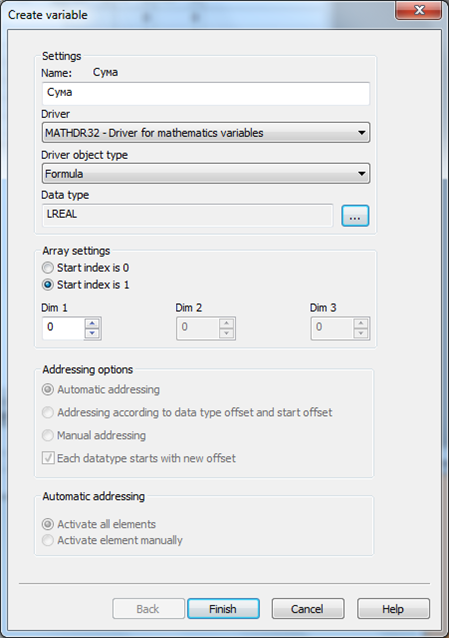 Create variable
Settings
Name: Сума
Сума
Driver
MATHDR32 - Driver for mathematics variables
Driver object type
Formula
Data type
LREAL
...
Array settings
Start index is 0
Start index is 1
Dim 1 Dim 2 Dim 3
0 0 0
Addressing options
Automatic addressing
Addressing according to data type offset and start offset
Manual addressing
Each datatype starts with new offset
Automatic addressing
Activate all elements
Activate element manually
Back Finish Cancel Help